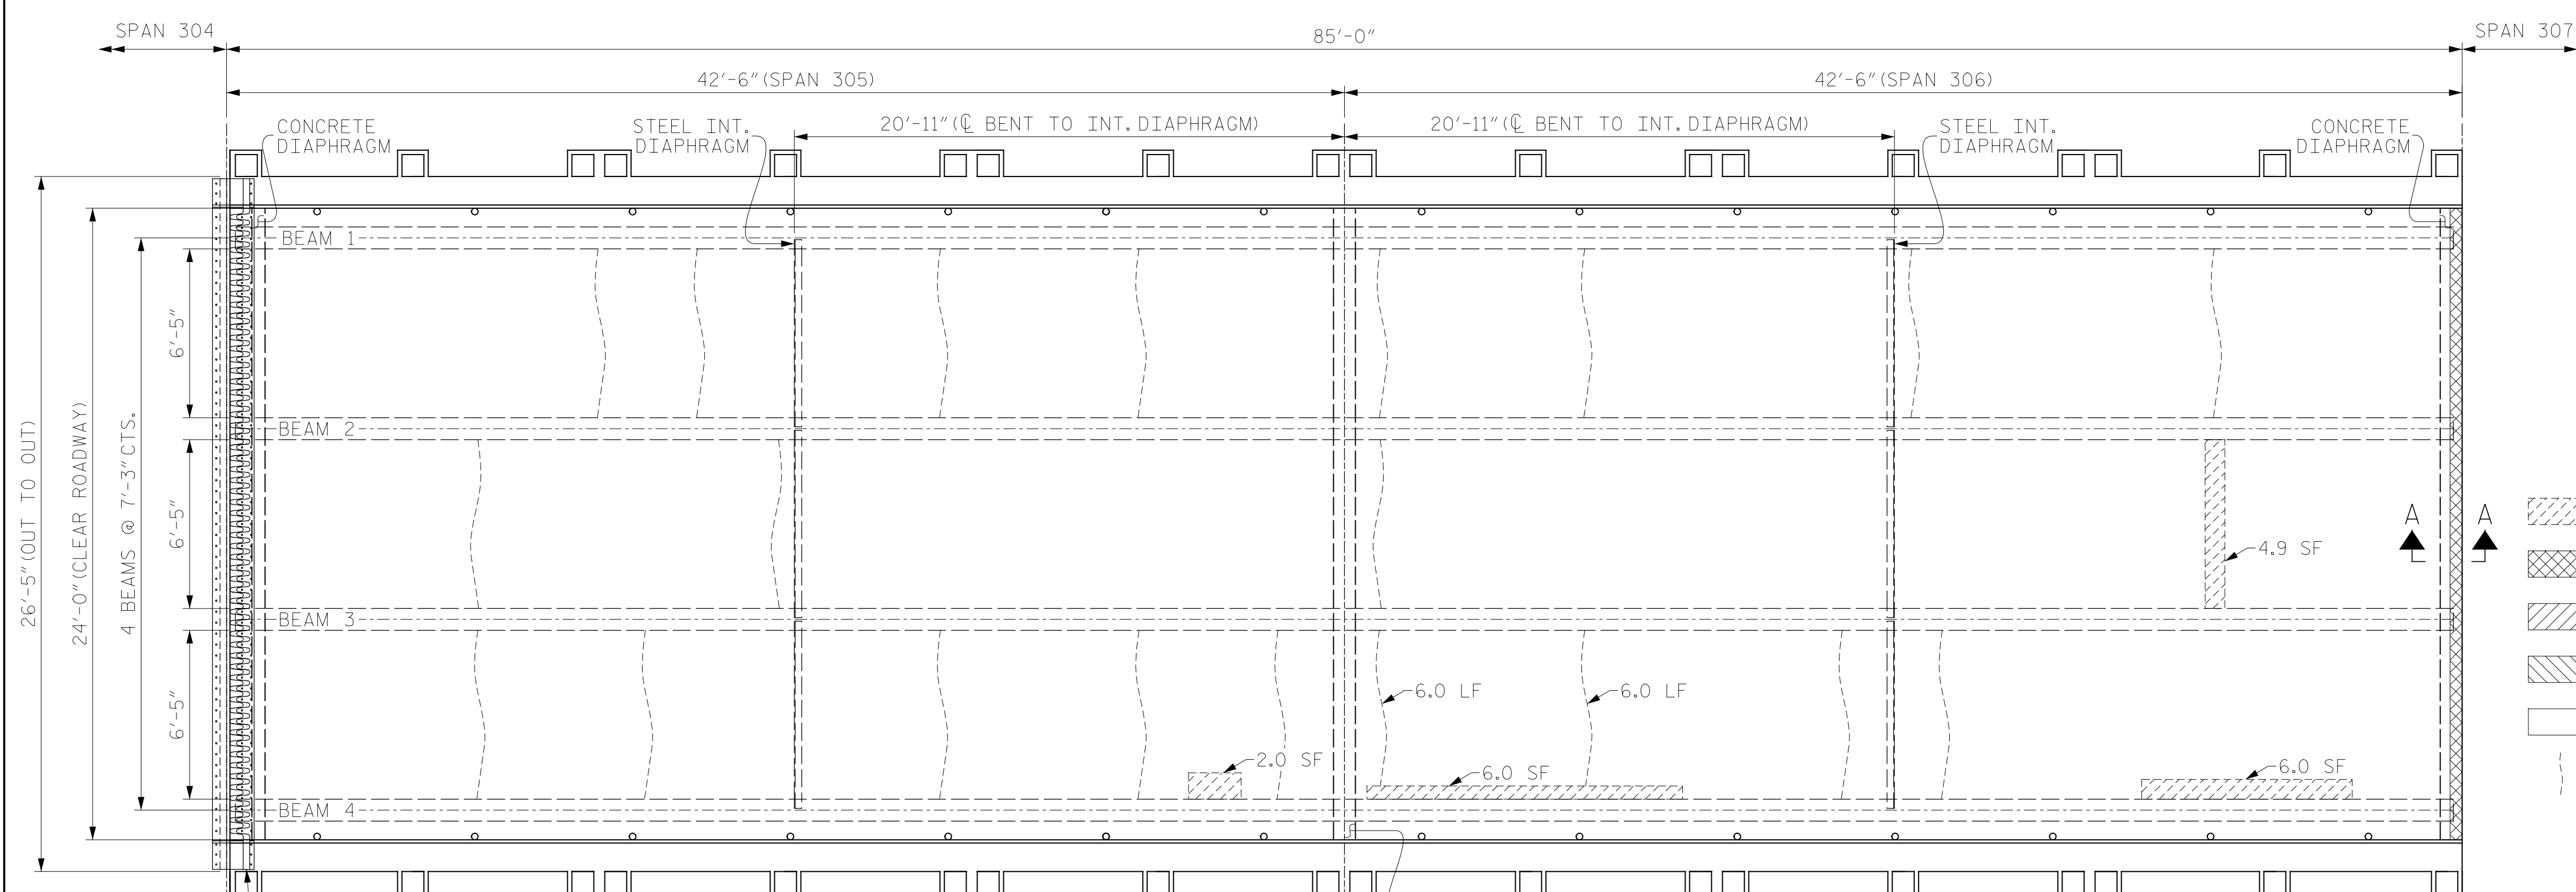 SPAN 304
85'-0"
SPAN 307
42'-6"(SPAN 305)
42'-6"(SPAN 306)
CONCRETE
DIAPHRAGM
STEEL INT.
DIAPHRAGM
20'-11"(℄ BENT TO INT. DIAPHRAGM)
20'-11"(℄ BENT TO INT. DIAPHRAGM)
STEEL INT.
DIAPHRAGM
CONCRETE
DIAPHRAGM
26'-5"(OUT TO OUT)
24'-0"(CLEAR ROADWAY)
4 BEAMS @ 7'-3"CTS.
6'-5"
6'-5"
6'-5"
BEAM 1
BEAM 2
BEAM 3
BEAM 4
A
A
4.9 SF
6.0 LF
6.0 LF
2.0 SF
6.0 SF
6.0 SF